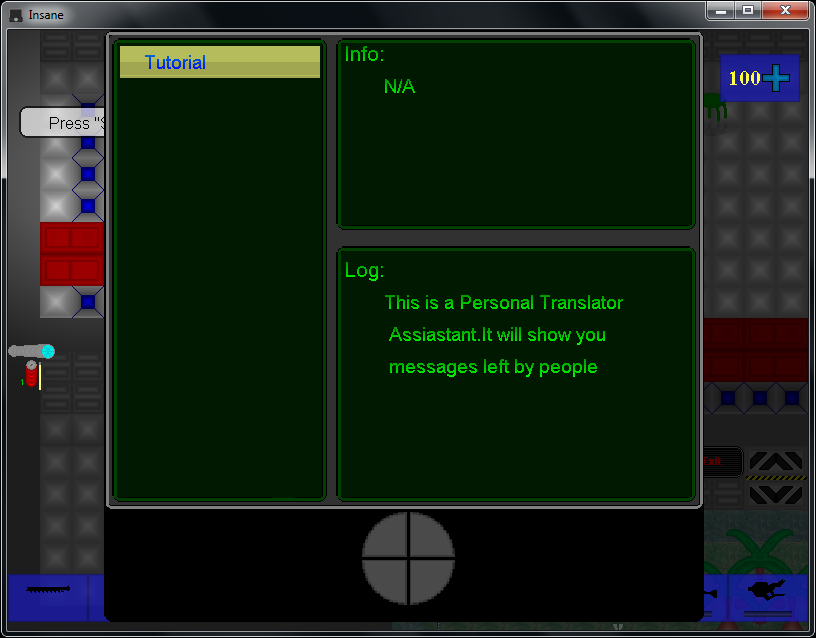 Insane
Tutorial
Info:
N/A
100
Press "S
Log:
This is a Personal Translator
Assiastant.It will show you
messages left by people
1
Exit